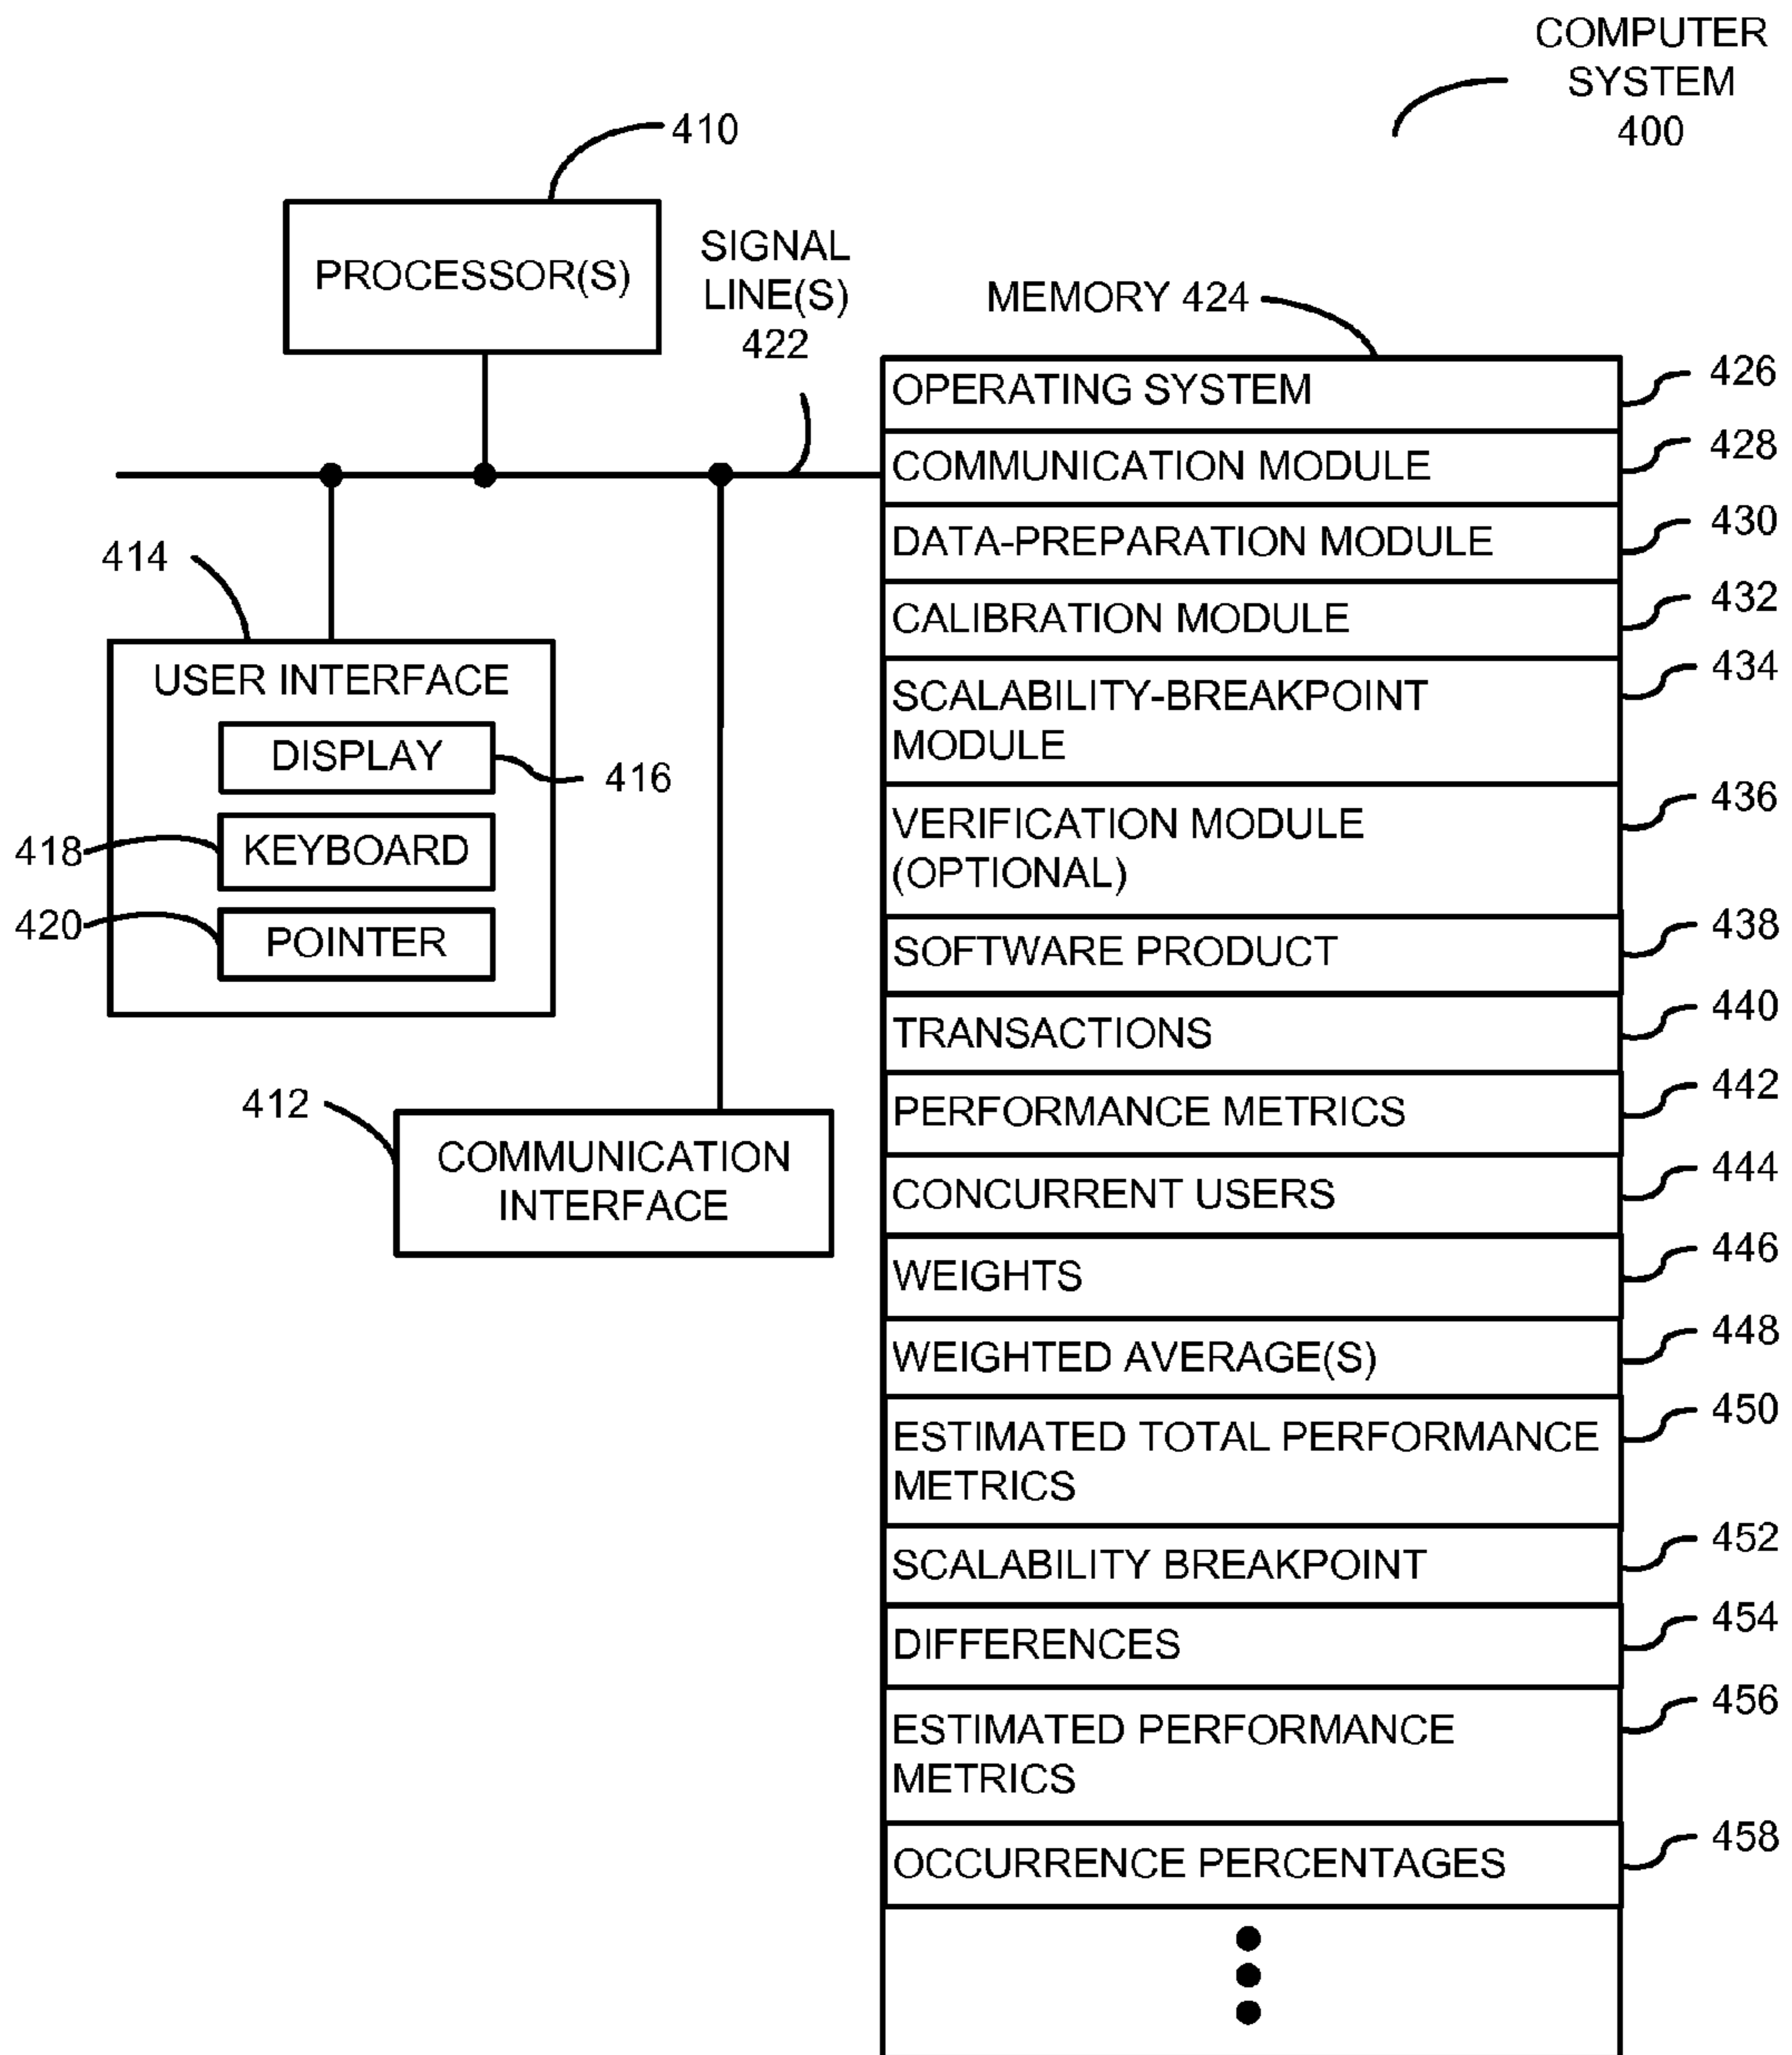 COMPUTER
SYSTEM
400
410
PROCESSOR(S)
SIGNAL
LINE(S)
422
MEMORY 424
OPERATING SYSTEM
426
COMMUNICATION MODULE
428
DATA-PREPARATION MODULE
430
CALIBRATION MODULE
432
SCALABILITY-BREAKPOINT
MODULE
434
VERIFICATION MODULE
(OPTIONAL)
436
SOFTWARE PRODUCT
438
TRANSACTIONS
440
PERFORMANCE METRICS
442
CONCURRENT USERS
444
WEIGHTS
446
WEIGHTED AVERAGE(S)
448
ESTIMATED TOTAL PERFORMANCE
METRICS
450
SCALABILITY BREAKPOINT
452
DIFFERENCES
454
ESTIMATED PERFORMANCE
METRICS
456
OCCURRENCE PERCENTAGES
458
414
USER INTERFACE
DISPLAY
416
418
KEYBOARD
420
POINTER
412
COMMUNICATION
INTERFACE